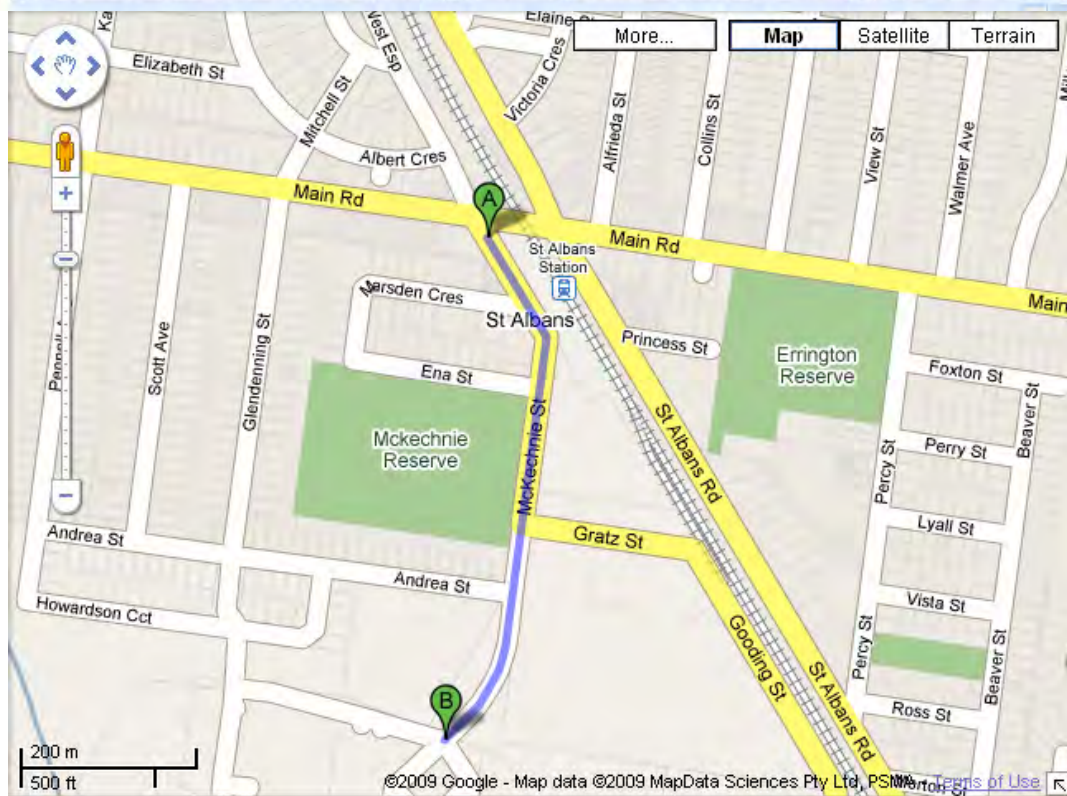 Elaine St
More...
Map
Satellite
Terrain
Ka
West Esp
Elizabeth St
Mitchell St
Victoria Cres
Alfrieda St
Collins St
View St
Walmer Ave
Albert Cres
Main Rd
A
Main Rd
St Albans
Station
Main
Marsden Cres
St Albans
Princess St
Errington
Reserve
Foxton St
Scott Ave
Glendenning St
Ena St
Mckechnie
Reserve
McKechnie St
St Albans Rd
Percy St
Perry St
Beaver St
Lyall St
Andrea St
Gratz St
Andrea St
Howardson Cct
Vista St
Gooding St
Percy St
Beaver St
B
St Albans Rd
Ross St
200 m
500 ft
©2009 Google - Map data ©2009 MapData Sciences Pty Ltd, PSMA - Terms of Use